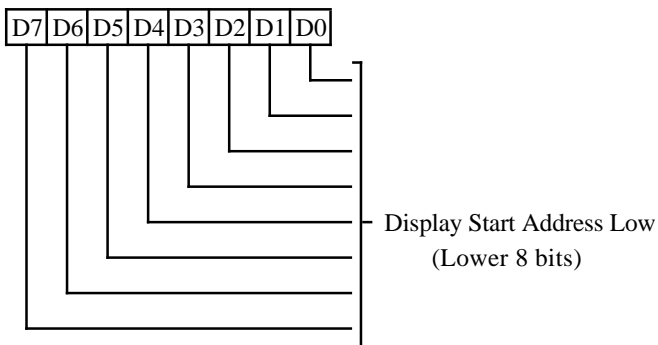 D7 D6 D5 D4 D3 D2 D1 D0
Display Start Address Low
(Lower 8 bits)